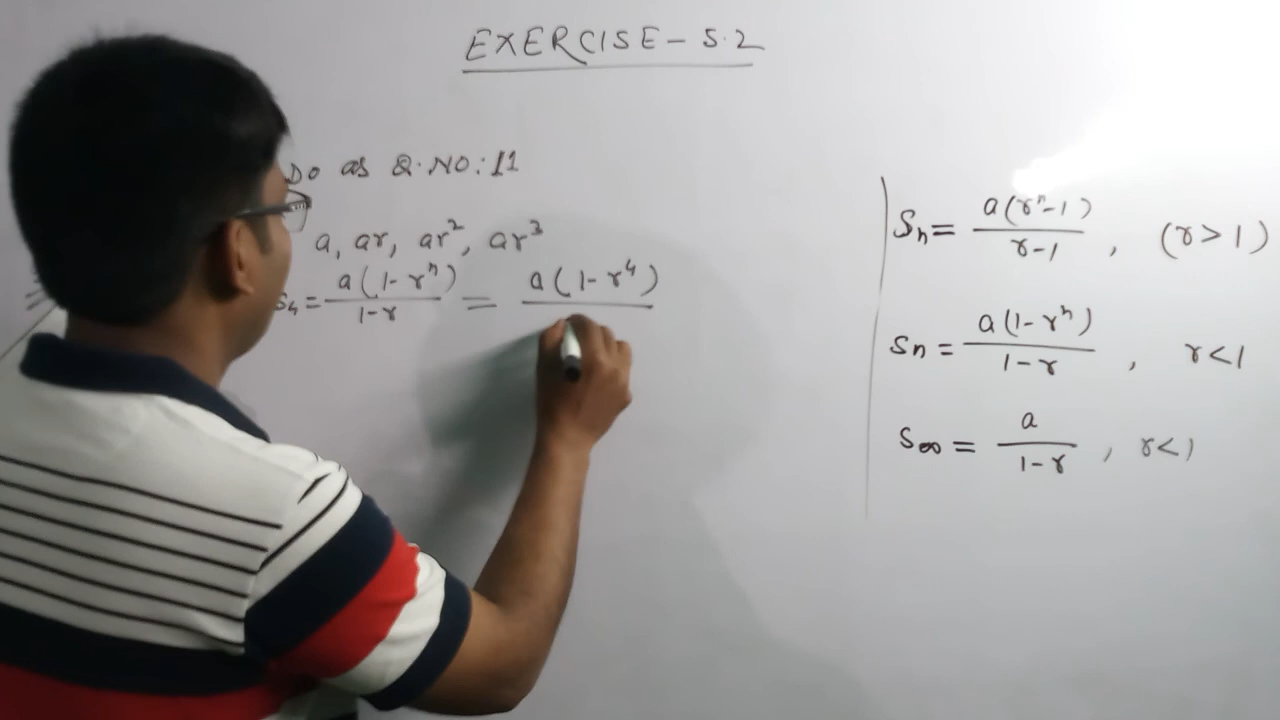 EXERCISE - 5.2
Do as Q.NO: 11
a, ar, ar², ar³
S₄ = a(1-rⁿ)/1-r = a(1-r⁴)
Sn = a(rⁿ-1)/r-1 , (r>1)
Sn = a(1-rⁿ)/1-r , r<1
S∞ = a/1-r , r<1